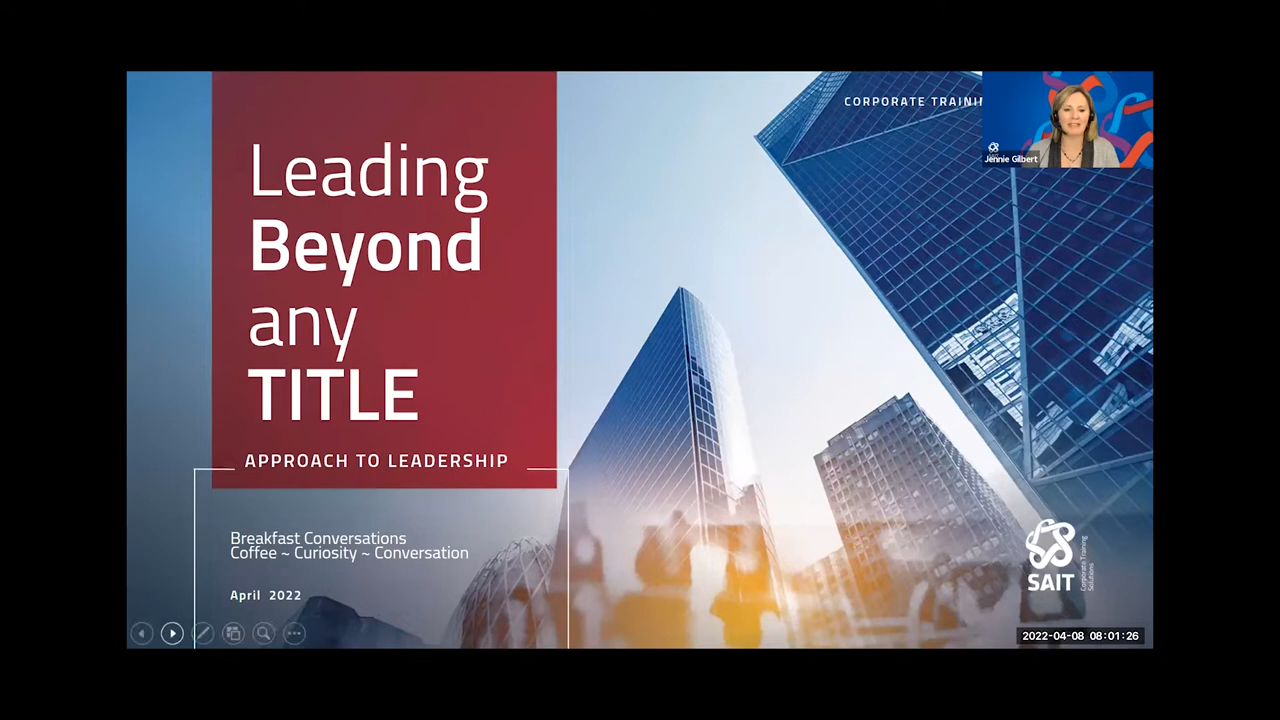 CORPORATE TRAINI
Jennie Gilbert
Leading
Beyond
any
TITLE
APPROACH TO LEADERSHIP
Breakfast Conversations
Coffee ~ Curiosity ~ Conversation
April 2022
SAIT
Corporate Training
Solutions
2022-04-08 08:01:26